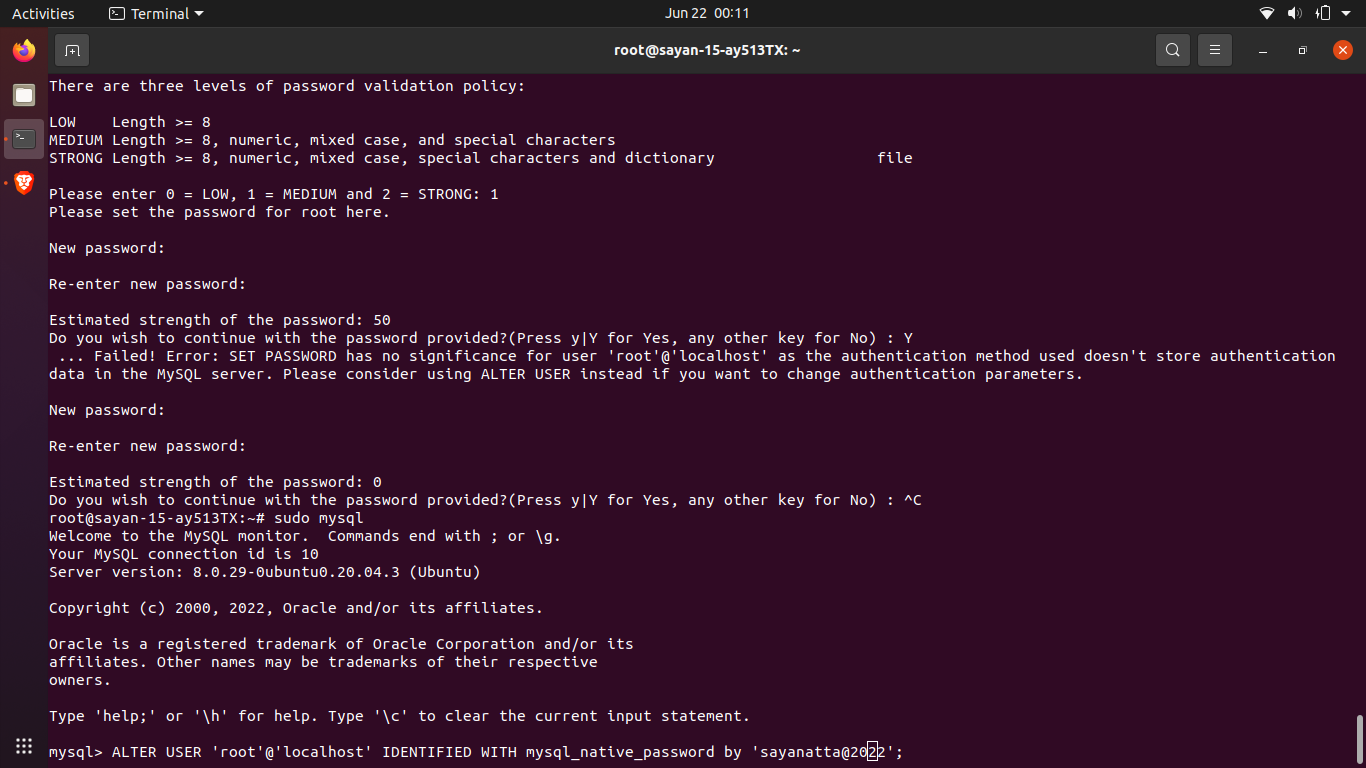 Activities Terminal Jun 22 00:11
root@sayan-15-ay513TX: ~
There are three levels of password validation policy:
LOW    Length >= 8
MEDIUM Length >= 8, numeric, mixed case, and special characters
STRONG Length >= 8, numeric, mixed case, special characters and dictionary                  file
Please enter 0 = LOW, 1 = MEDIUM and 2 = STRONG: 1
Please set the password for root here.
New password:
Re-enter new password:
Estimated strength of the password: 50
Do you wish to continue with the password provided?(Press y|Y for Yes, any other key for No) : Y
 ... Failed! Error: SET PASSWORD has no significance for user 'root'@'localhost' as the authentication method used doesn't store authentication
data in the MySQL server. Please consider using ALTER USER instead if you want to change authentication parameters.
New password:
Re-enter new password:
Estimated strength of the password: 0
Do you wish to continue with the password provided?(Press y|Y for Yes, any other key for No) : ^C
root@sayan-15-ay513TX:~# sudo mysql
Welcome to the MySQL monitor.  Commands end with ; or \g.
Your MySQL connection id is 10
Server version: 8.0.29-0ubuntu0.20.04.3 (Ubuntu)
Copyright (c) 2000, 2022, Oracle and/or its affiliates.
Oracle is a registered trademark of Oracle Corporation and/or its
affiliates. Other names may be trademarks of their respective
owners.
Type 'help;' or '\h' for help. Type '\c' to clear the current input statement.
mysql> ALTER USER 'root'@'localhost' IDENTIFIED WITH mysql_native_password by 'sayanatta@2022';